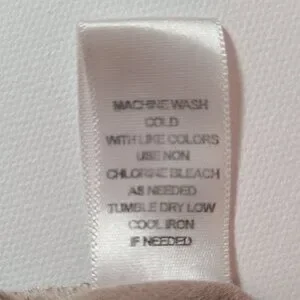 MACHINE WASH
COLD
WITH LIKE COLORS
USE NON
CHLORINE BLEACH
AS NEEDED
TUMBLE DRY LOW
COOL IRON
IF NEEDED